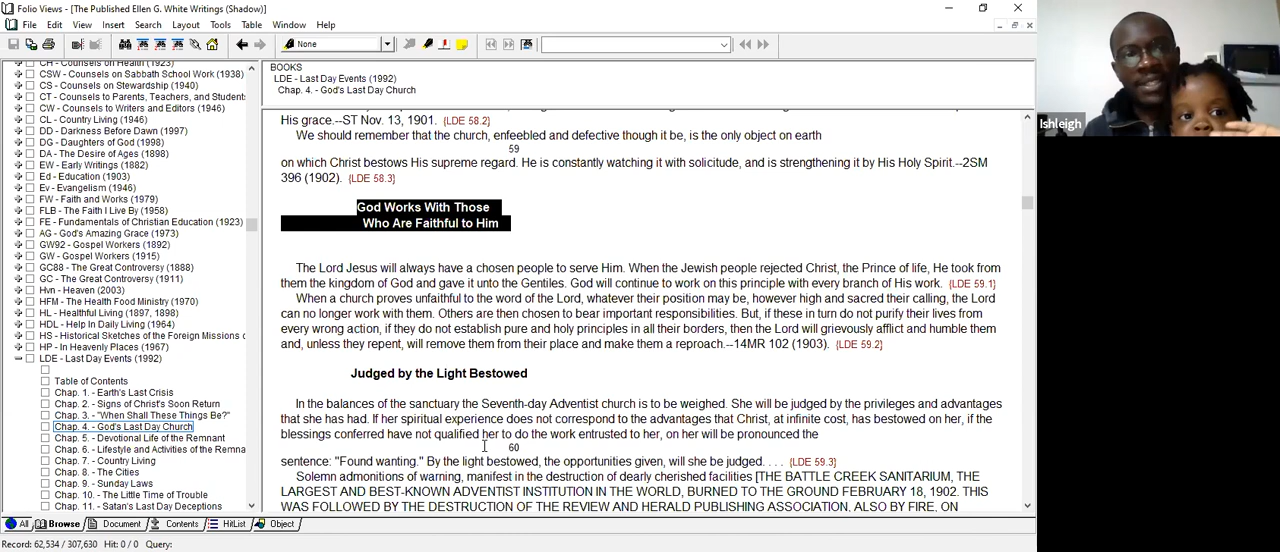 Folio Views - [The Published Ellen G. White Writings (Shadow)]
File Edit View Insert Search Layout Tools Table Window Help
None
CH - Counsels on Health (1923)
CSW - Counsels on Sabbath School Work (1938)
CS - Counsels on Stewardship (1940)
CT - Counsels to Parents, Teachers, and Students
CW - Counsels to Writers and Editors (1946)
CL - Country Living (1946)
DD - Darkness Before Dawn (1997)
DG - Daughters of God (1998)
DA - The Desire of Ages (1898)
EW - Early Writings (1882)
Ed - Education (1903)
Ev - Evangelism (1946)
FW - Faith and Works (1979)
FLB - The Faith I Live By (1958)
FE - Fundamentals of Christian Education (1923)
AG - God's Amazing Grace (1973)
GW92 - Gospel Workers (1892)
GW - Gospel Workers (1915)
GC88 - The Great Controversy (1888)
GC - The Great Controversy (1911)
Hvn - Heaven (2003)
HFM - The Health Food Ministry (1970)
HL - Healthful Living (1897, 1898)
HDL - Help In Daily Living (1964)
HS - Historical Sketches of the Foreign Missions o
HP - In Heavenly Places (1967)
LDE - Last Day Events (1992)
Table of Contents
Chap. 1. - Earth's Last Crisis
Chap. 2. - Signs of Christ's Soon Return
Chap. 3. - "When Shall These Things Be?"
Chap. 4. - God's Last Day Church
Chap. 5. - Devotional Life of the Remnant
Chap. 6. - Lifestyle and Activities of the Remna
Chap. 7. - Country Living
Chap. 8. - The Cities
Chap. 9. - Sunday Laws
Chap. 10. - The Little Time of Trouble
Chap. 11. - Satan's Last Day Deceptions
All Browse Document Contents HitList Object
Record: 62,534 / 307,630 Hit: 0 / 0 Query:
BOOKS
LDE - Last Day Events (1992)
Chap. 4. - God's Last Day Church
His grace.--ST Nov. 13, 1901. {LDE 58.2}
We should remember that the church, enfeebled and defective though it be, is the only object on earth
59
on which Christ bestows His supreme regard. He is constantly watching it with solicitude, and is strengthening it by His Holy Spirit.--2SM
396 (1902). {LDE 58.3}
God Works With Those
Who Are Faithful to Him
The Lord Jesus will always have a chosen people to serve Him. When the Jewish people rejected Christ, the Prince of life, He took from
them the kingdom of God and gave it unto the Gentiles. God will continue to work on this principle with every branch of His work. {LDE 59.1}
When a church proves unfaithful to the word of the Lord, whatever their position may be, however high and sacred their calling, the Lord
can no longer work with them. Others are then chosen to bear important responsibilities. But, if these in turn do not purify their lives from
every wrong action, if they do not establish pure and holy principles in all their borders, then the Lord will grievously afflict and humble them
and, unless they repent, will remove them from their place and make them a reproach.--14MR 102 (1903). {LDE 59.2}
Judged by the Light Bestowed
In the balances of the sanctuary the Seventh-day Adventist church is to be weighed. She will be judged by the privileges and advantages
that she has had. If her spiritual experience does not correspond to the advantages that Christ, at infinite cost, has bestowed on her, if the
blessings conferred have not qualified her to do the work entrusted to her, on her will be pronounced the
60
sentence: "Found wanting." By the light bestowed, the opportunities given, will she be judged. . . . {LDE 59.3}
Solemn admonitions of warning, manifest in the destruction of dearly cherished facilities [THE BATTLE CREEK SANITARIUM, THE
LARGEST AND BEST-KNOWN ADVENTIST INSTITUTION IN THE WORLD, BURNED TO THE GROUND FEBRUARY 18, 1902. THIS
WAS FOLLOWED BY THE DESTRUCTION OF THE REVIEW AND HERALD PUBLISHING ASSOCIATION, ALSO BY FIRE, ON
Ishleigh